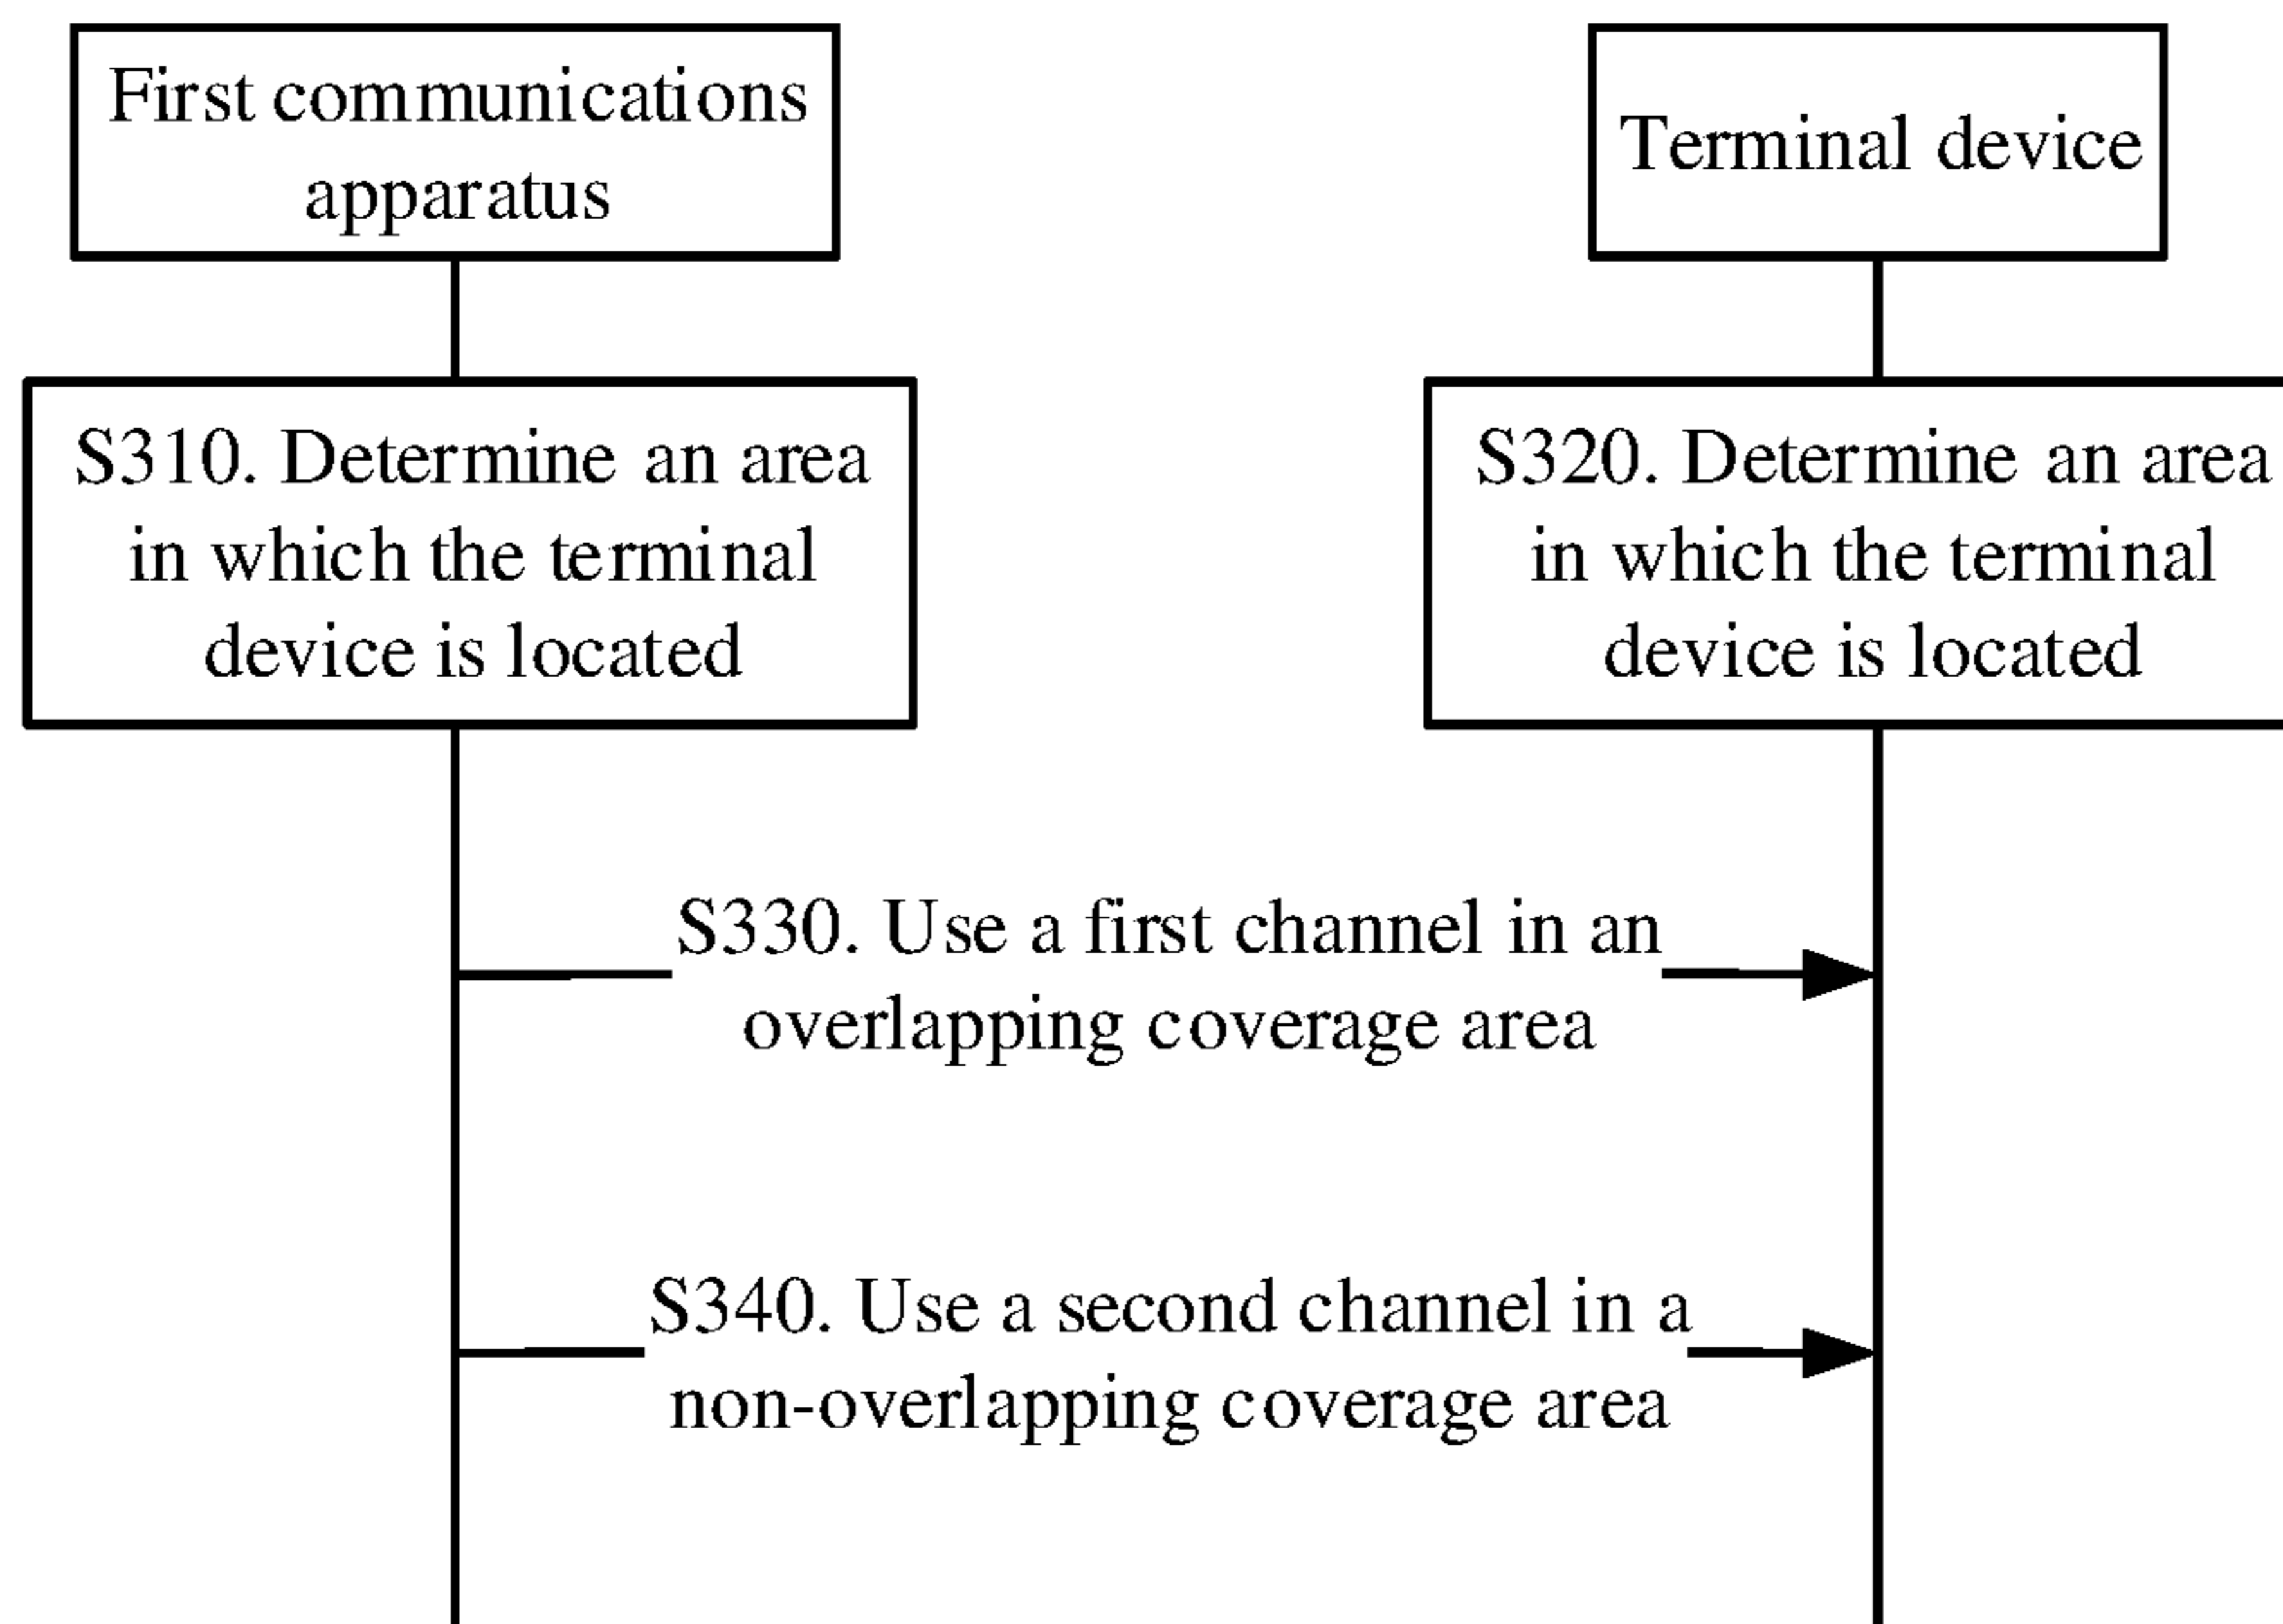 First communications
apparatus
Terminal device
S310. Determine an area
in which the terminal
device is located
S320. Determine an area
in which the terminal
device is located
S330. Use a first channel in an
overlapping coverage area
S340. Use a second channel in a
non-overlapping coverage area